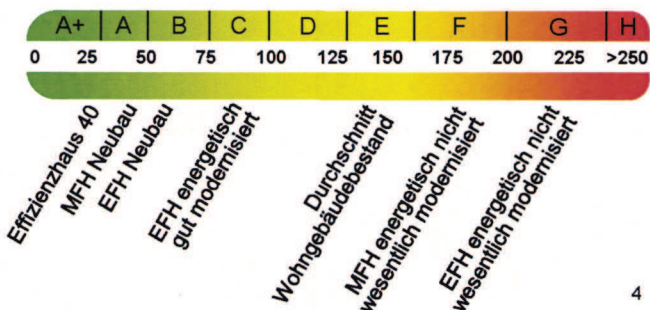 A+ A B C D E F G H
0 25 50 75 100 125 150 175 200 225 >250
Effizienzhaus 40
MFH Neubau
EFH Neubau
EFH energetisch
gut modernisiert
Durchschnitt
Wohngebäudebestand
MFH energetisch nicht
wesentlich modernisiert
EFH energetisch nicht
wesentlich modernisiert
4